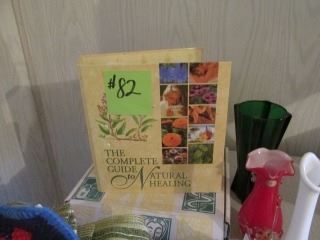 #82
THE
COMPLETE
GUIDE
to NATURAL
HEALING